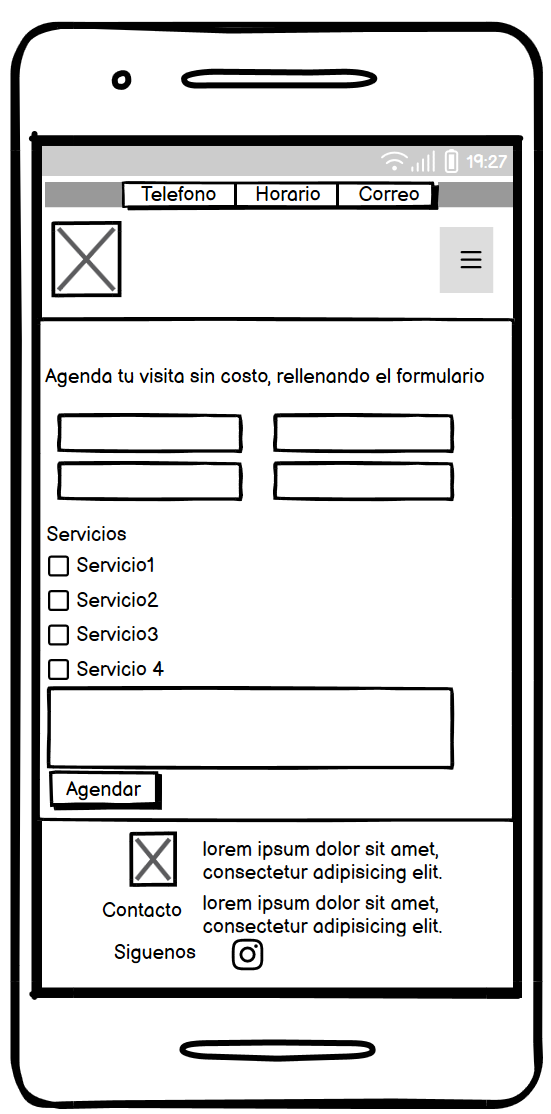 19:27
Telefono Horario Correo
Agenda tu visita sin costo, rellenando el formulario
Servicios
Servicio1
Servicio2
Servicio3
Servicio 4
Agendar
lorem ipsum dolor sit amet,
consectetur adipisicing elit.
Contacto
lorem ipsum dolor sit amet,
consectetur adipisicing elit.
Siguenos